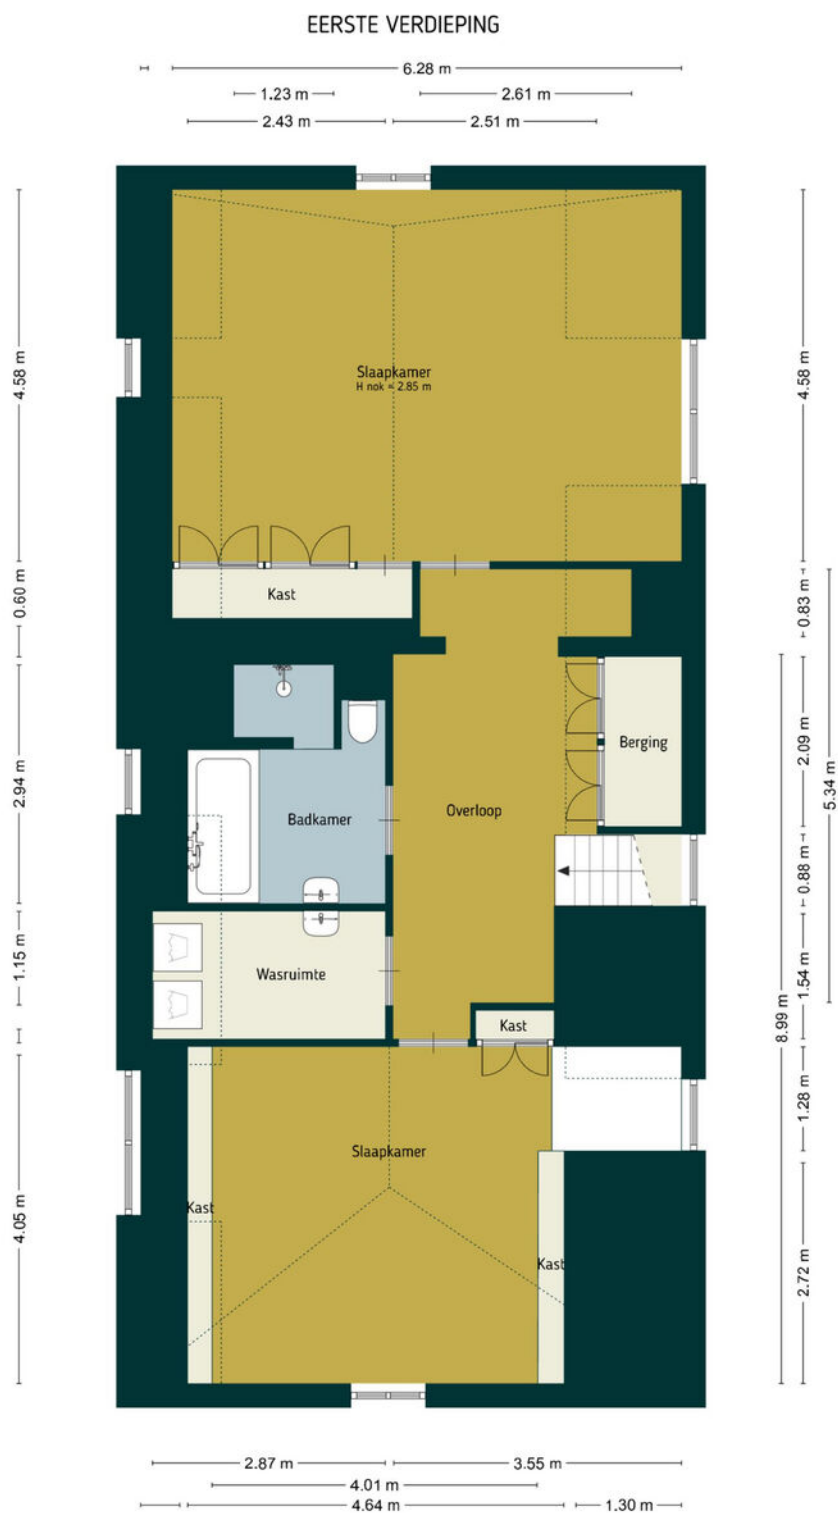 EERSTE VERDIEPING
6.28 m
1.23 m
2.61 m
2.43 m
2.51 m
4.58 m
4.58 m
Slaapkamer
H nok = 2.85 m
0.60 m
Kast
0.83 m
2.94 m
Badkamer
Overloop
Berging
2.09 m
5.34 m
0.88 m
1.15 m
Wasruimte
Kast
1.54 m
8.99 m
4.05 m
Slaapkamer
Kast
Kast
1.28 m
2.72 m
2.87 m
3.55 m
4.01 m
4.64 m
1.30 m